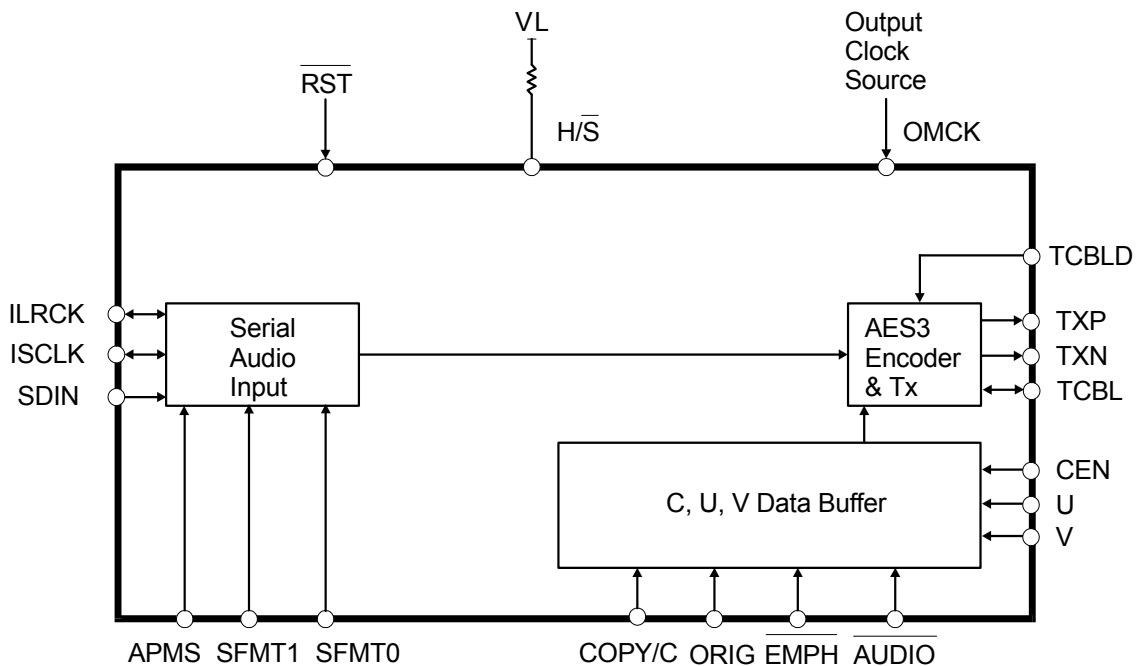 VL
Output
Clock
Source
RST
H/S
OMCK
TCBLD
ILRCK
ISCLK
SDIN
Serial
Audio
Input
AES3
Encoder
& Tx
TXP
TXN
TCBL
C, U, V Data Buffer
CEN
U
V
APMS SFMT1 SFMT0 COPY/C ORIG EMPH AUDIO